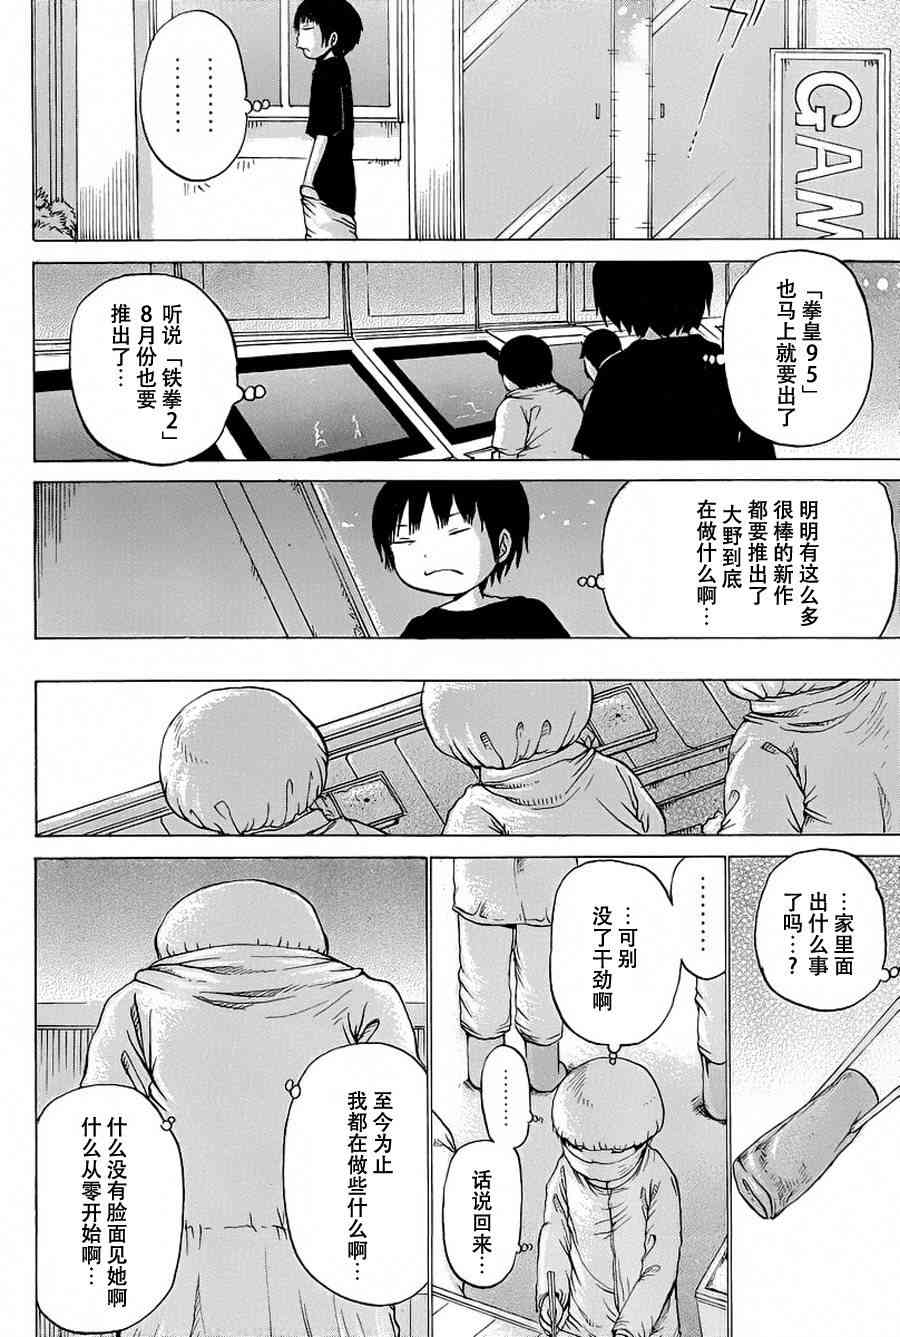 GAM
………
………
「拳皇95」
也马上就要出了
听说「铁拳2」
8月份也要
推出了…
明明有这么多
很棒的新作
都要推出了
大野到底
在做什么啊…
…家里面
出什么事
了吗…?
………
…可别
没了干劲
啊
………
话说回
来…
至今为止
我都在做些
什么啊…
什么没有脸面见她啊
什么从零开始啊…